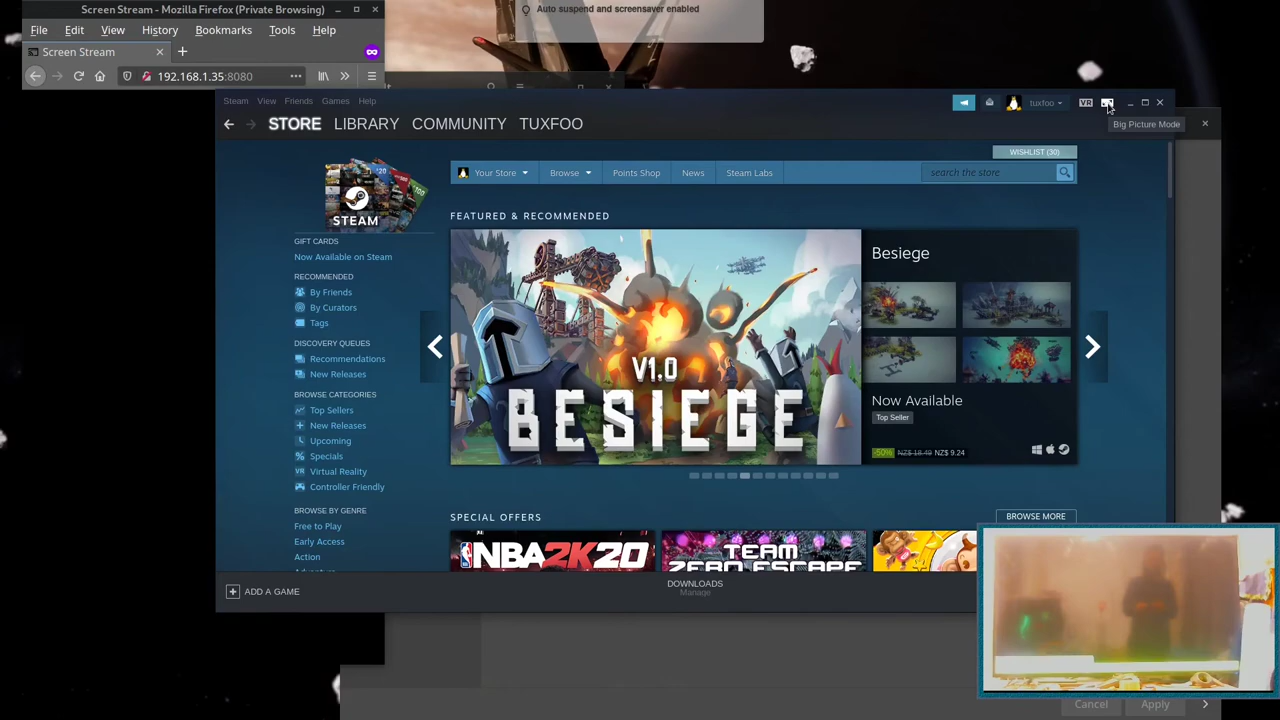 Auto suspend and screensaver enabled
Screen Stream - Mozilla Firefox (Private Browsing)
File Edit View History Bookmarks Tools Help
Screen Stream
192.168.1.35:8080
Steam View Friends Games Help
tuxfoo
VR
STORE LIBRARY COMMUNITY TUXFOO
Big Picture Mode
WISHLIST (30)
Your Store Browse Points Shop News Steam Labs
search the store
$20
$100
STEAM
GIFT CARDS
Now Available on Steam
RECOMMENDED
By Friends
By Curators
Tags
DISCOVERY QUEUES
Recommendations
New Releases
BROWSE CATEGORIES
Top Sellers
New Releases
Upcoming
Specials
VR Virtual Reality
Controller Friendly
BROWSE BY GENRE
Free to Play
Early Access
Action
FEATURED & RECOMMENDED
V1.0
BESIEGE
Besiege
Now Available
Top Seller
-50% NZ$ 18.49 NZ$ 9.24
SPECIAL OFFERS
BROWSE MORE
NBA2K20
TEAM
ZERO ESCAPE
ADD A GAME
DOWNLOADS
Manage
Cancel Apply